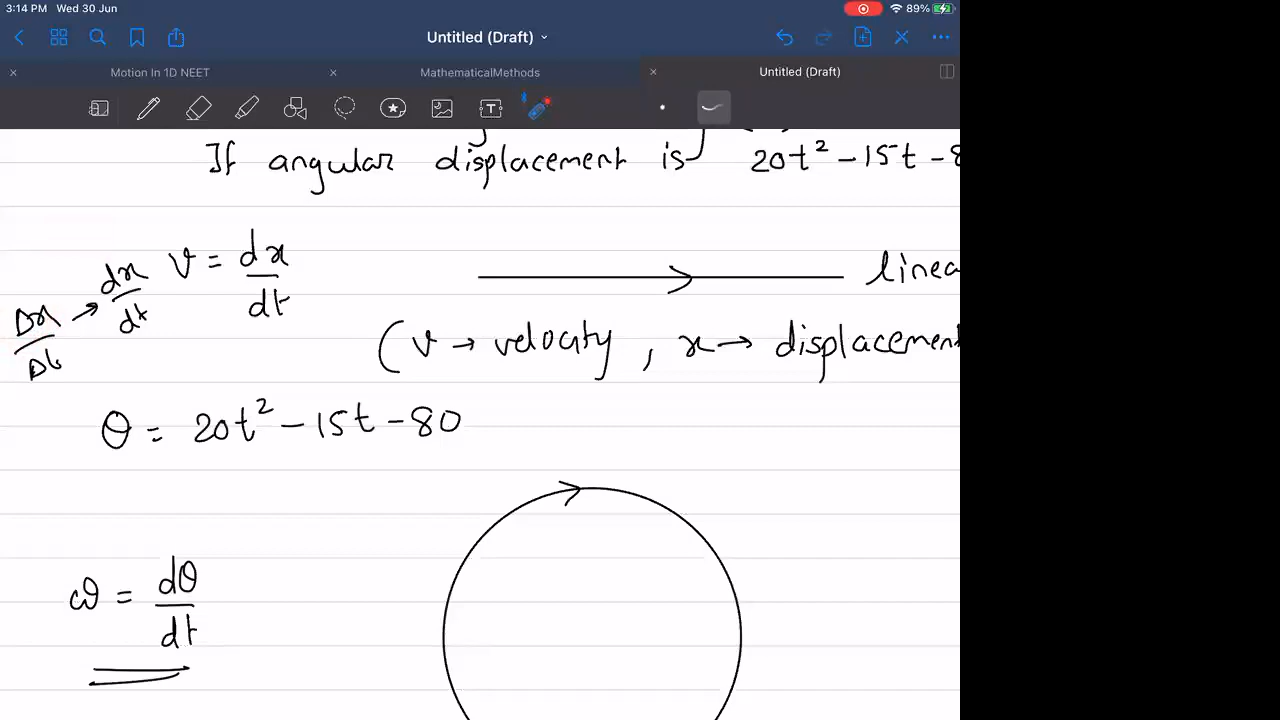 3:14 PM Wed 30 Jun
89%
Untitled (Draft)
Motion In 1D NEET
MathematicalMethods
Untitled (Draft)
If angular displacement is 20t² - 15t - 8
v = dx/dt
Δx/Δt → dx/dt
linea
(v → velocity, x → displacement
θ = 20t² - 15t - 80
ω = dθ/dt